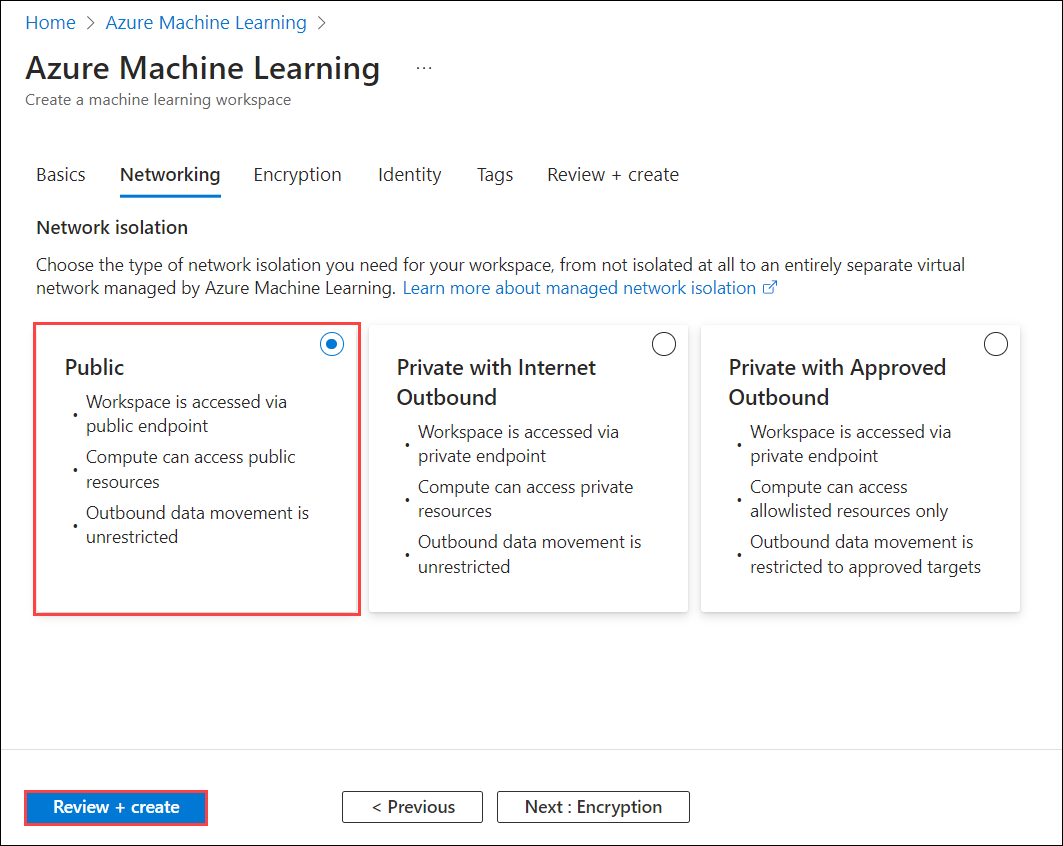 Home > Azure Machine Learning >
Azure Machine Learning ...
Create a machine learning workspace
Basics Networking Encryption Identity Tags Review + create
Network isolation
Choose the type of network isolation you need for your workspace, from not isolated at all to an entirely separate virtual
network managed by Azure Machine Learning. Learn more about managed network isolation
Public
• Workspace is accessed via
public endpoint
• Compute can access public
resources
• Outbound data movement is
unrestricted
Private with Internet
Outbound
• Workspace is accessed via
private endpoint
• Compute can access private
resources
• Outbound data movement is
unrestricted
Private with Approved
Outbound
• Workspace is accessed via
private endpoint
• Compute can access
allowlisted resources only
• Outbound data movement is
restricted to approved targets
Review + create
< Previous
Next : Encryption